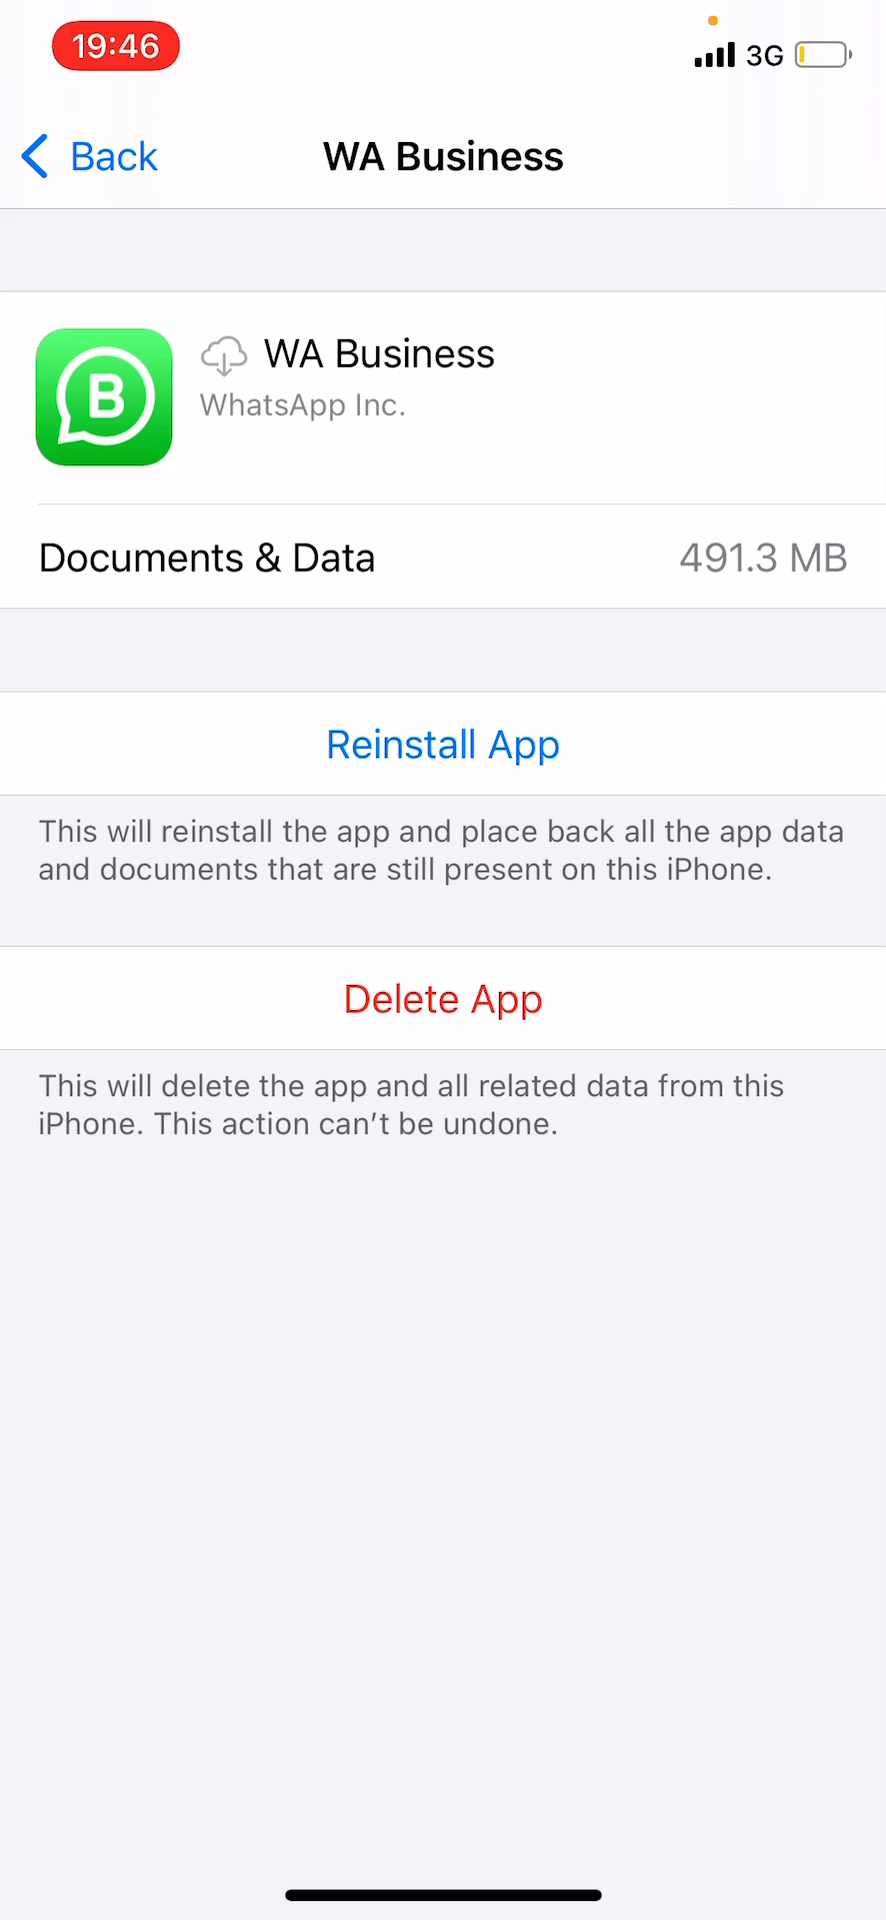 19:46
3G
Back
WA Business
B
WA Business
WhatsApp Inc.
Documents & Data
491.3 MB
Reinstall App
This will reinstall the app and place back all the app data
and documents that are still present on this iPhone.
Delete App
This will delete the app and all related data from this
iPhone. This action can’t be undone.